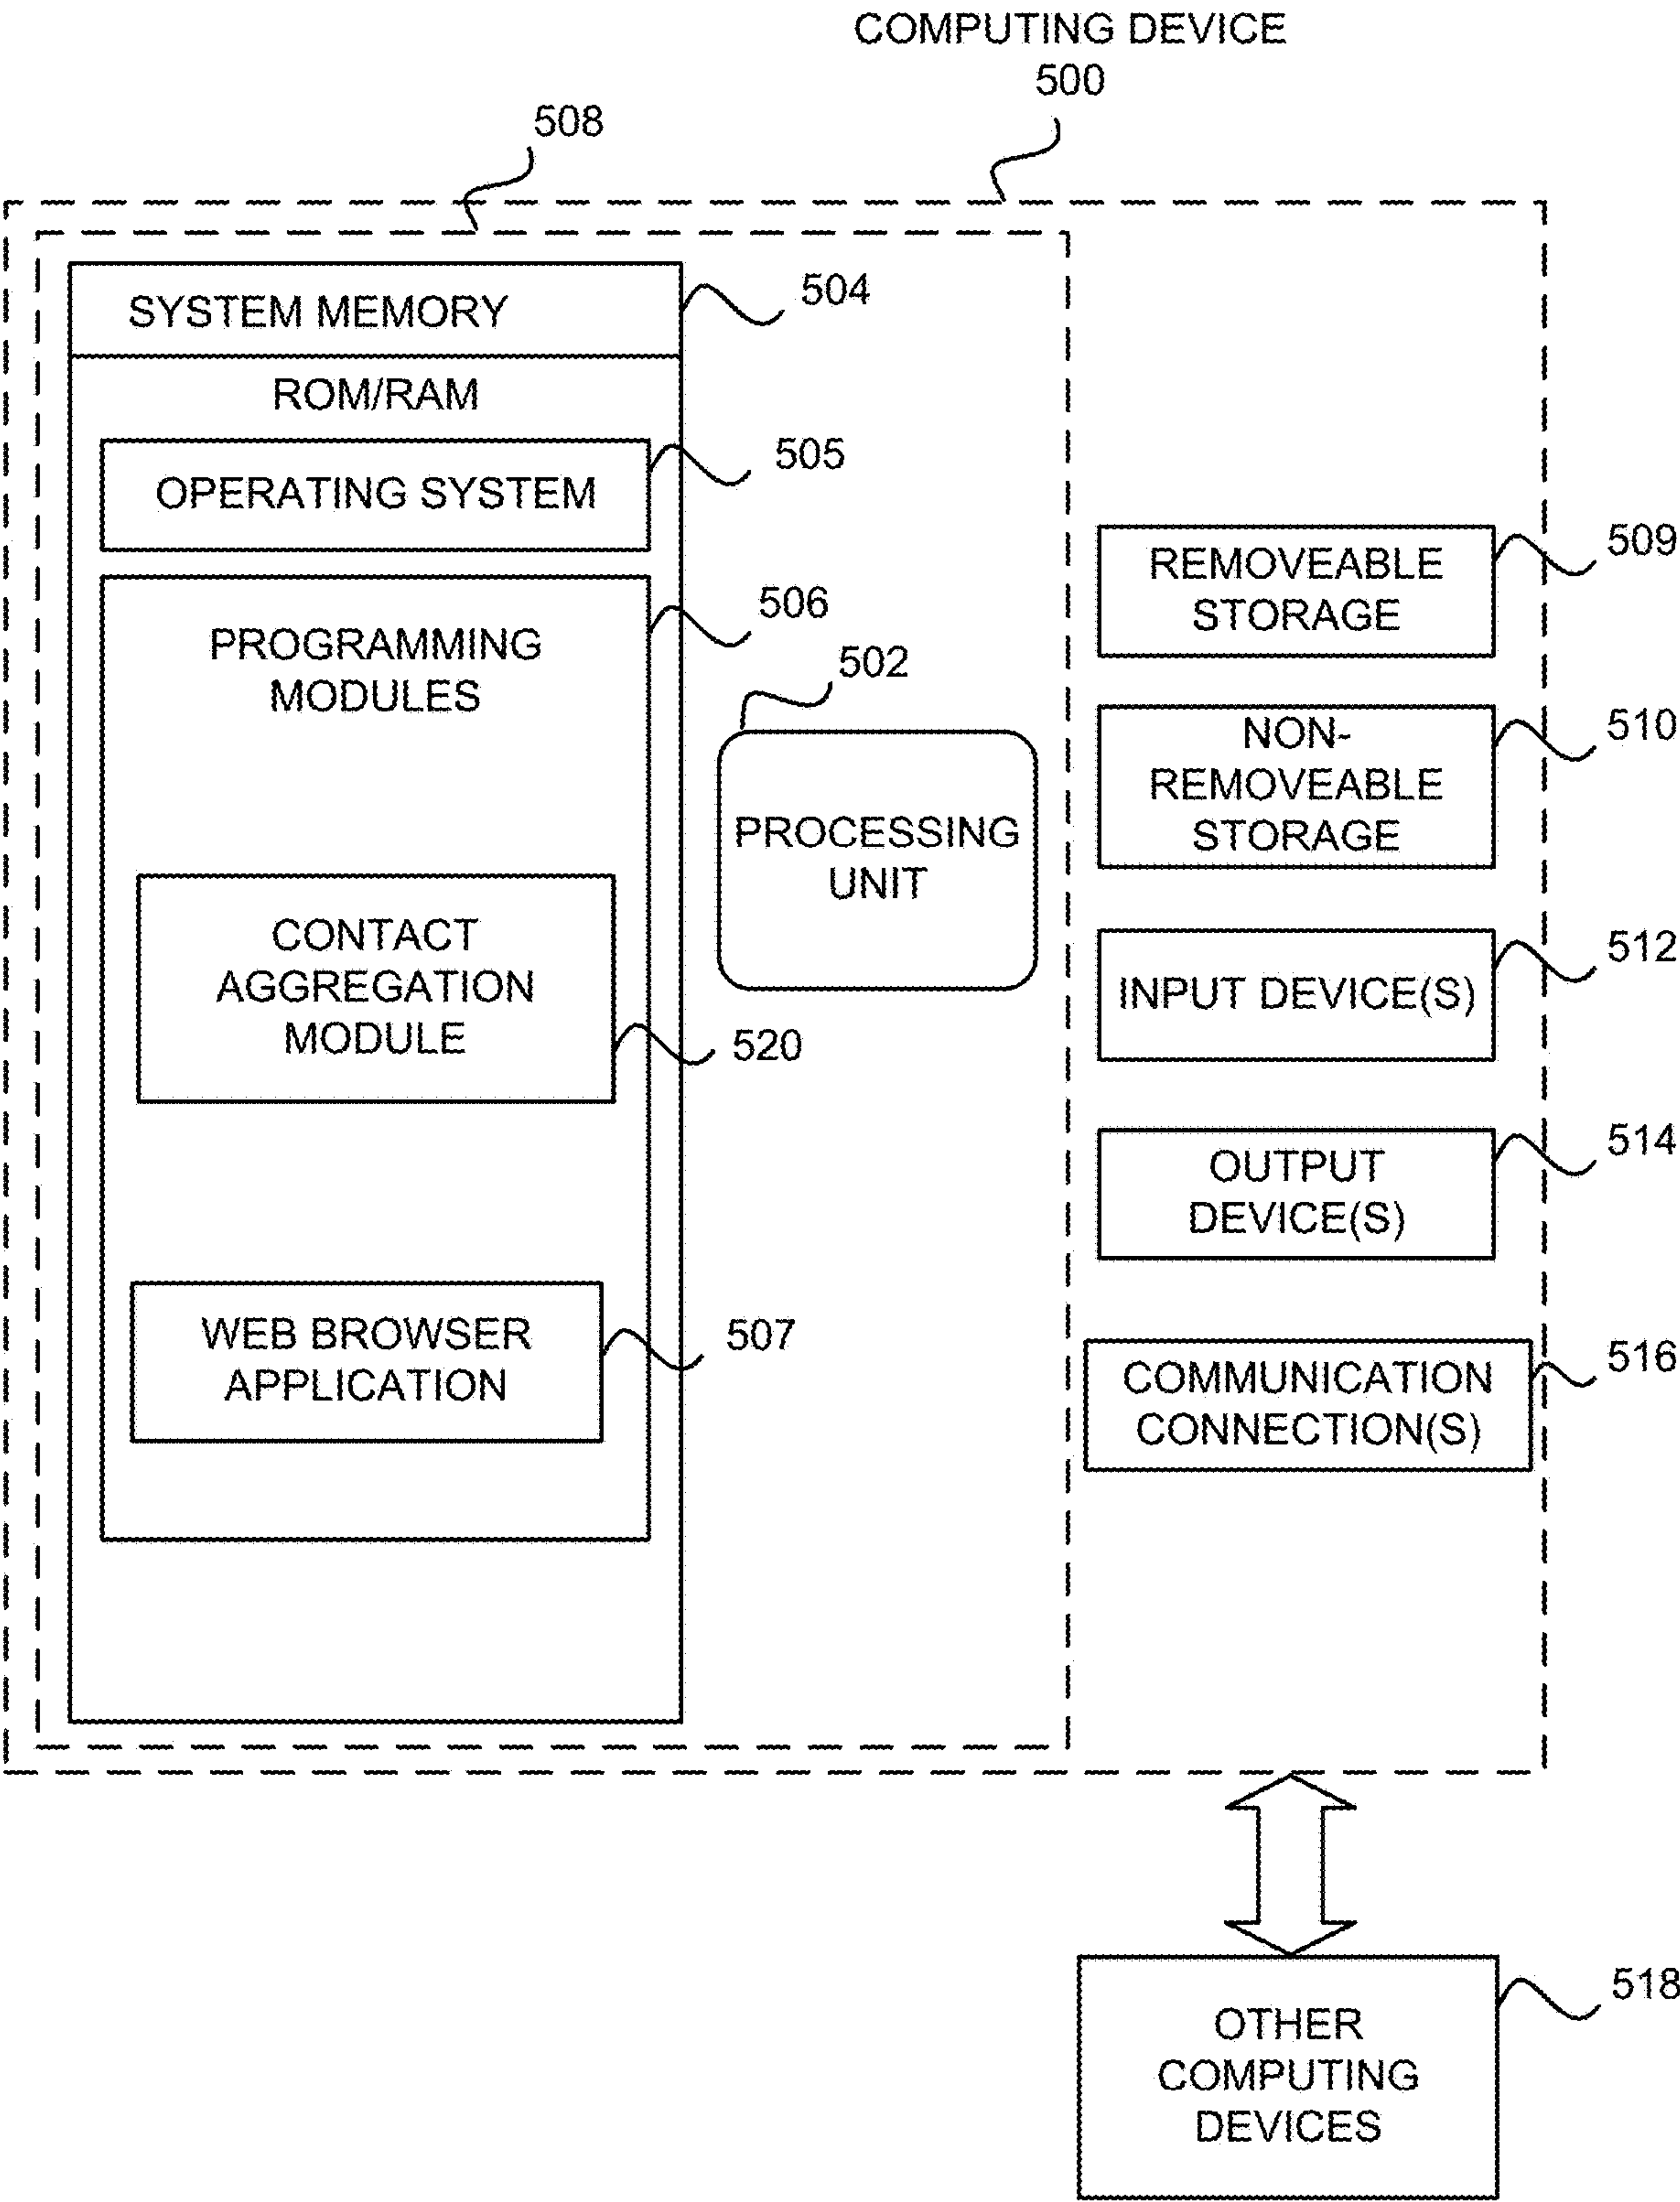 COMPUTING DEVICE
500
508
SYSTEM MEMORY
504
ROM/RAM
OPERATING SYSTEM
505
PROGRAMMING
MODULES
506
502
PROCESSING
UNIT
CONTACT
AGGREGATION
MODULE
520
WEB BROWSER
APPLICATION
507
REMOVEABLE
STORAGE
509
NON-
REMOVEABLE
STORAGE
510
INPUT DEVICE(S)
512
OUTPUT
DEVICE(S)
514
COMMUNICATION
CONNECTION(S)
516
OTHER
COMPUTING
DEVICES
518